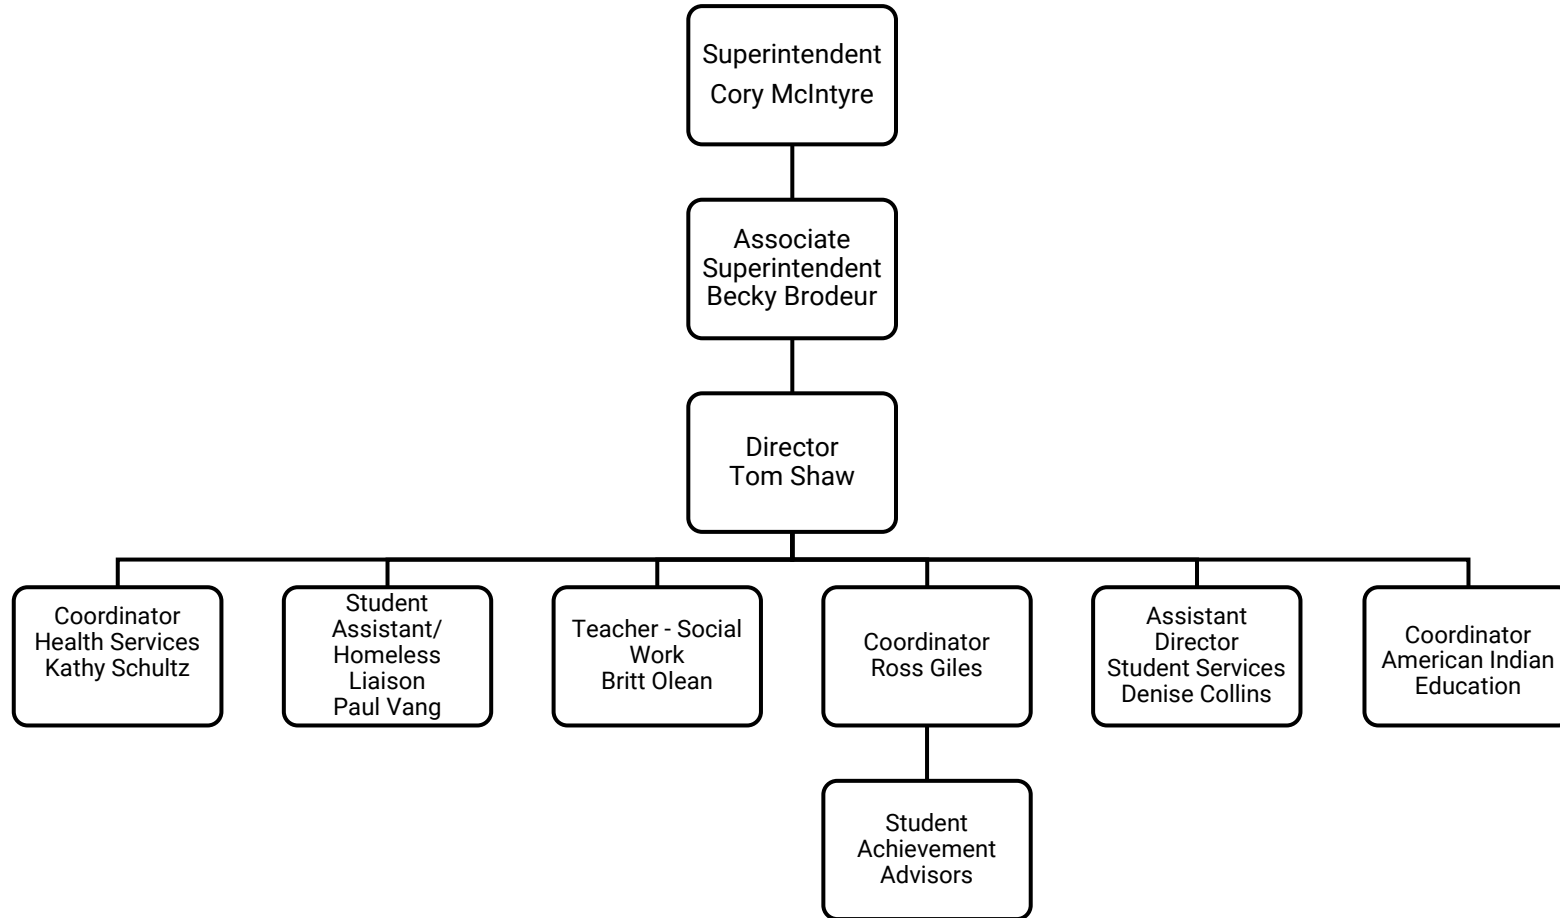 Superintendent
Cory McIntyre
Associate
Superintendent
Becky Brodeur
Director
Tom Shaw
Coordinator
Health Services
Kathy Schultz
Student
Assistant/
Homeless
Liaison
Paul Vang
Teacher - Social
Work
Britt Olean
Coordinator
Ross Giles
Assistant
Director
Student Services
Denise Collins
Coordinator
American Indian
Education
Student
Achievement
Advisors